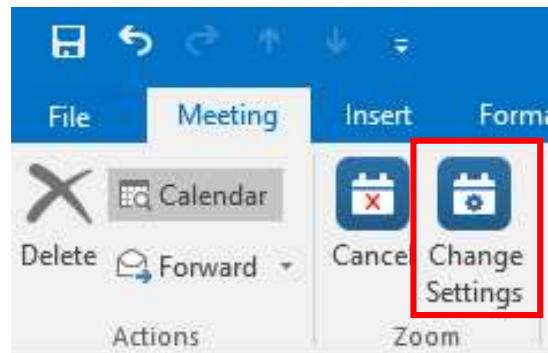 File Meeting Insert Forma
Calendar
Delete Forward Cancel Change
Settings
Actions Zoom